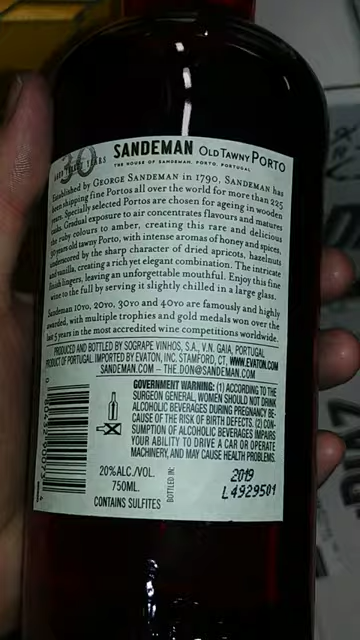 30
AGED YEARS
SANDEMAN OLD TAWNY PORTO
THE HOUSE OF SANDEMAN. PORTO. PORTUGAL
Established by GEORGE SANDEMAN in 1790, SANDEMAN has
been shipping fine Portos all over the world for more than 225
years. Specially selected Portos are chosen for ageing in wooden
casks. Gradual exposure to air concentrates flavours and matures
the ruby colours to amber, creating this rare and delicious
30 years old tawny Porto, with intense aromas of honey and spices,
underscored by the sharp character of dried apricots, hazelnuts
and vanilla, creating a rich yet elegant combination. The intricate
finish lingers, leaving an unforgettable mouthful. Enjoy this fine
wine to the full by serving it slightly chilled in a large glass.
Sandeman 10yo, 20yo, 30yo and 40yo are famously and highly
awarded, with multiple trophies and gold medals won over the
last 5 years in the most accredited wine competitions worldwide.
PRODUCED AND BOTTLED BY SOGRAPE VINHOS, S.A., V.N. GAIA, PORTUGAL
PRODUCT OF PORTUGAL. IMPORTED BY EVATON, INC. STAMFORD, CT, WWW.EVATON.COM
SANDEMAN.COM – THE.DON@SANDEMAN.COM
GOVERNMENT WARNING: (1) ACCORDING TO THE
SURGEON GENERAL, WOMEN SHOULD NOT DRINK
ALCOHOLIC BEVERAGES DURING PREGNANCY BE-
CAUSE OF THE RISK OF BIRTH DEFECTS. (2) CON-
SUMPTION OF ALCOHOLIC BEVERAGES IMPAIRS
YOUR ABILITY TO DRIVE A CAR OR OPERATE
MACHINERY, AND MAY CAUSE HEALTH PROBLEMS.
20%ALC./VOL.
750ML.
CONTAINS SULFITES
BOTTLED IN:
2019
L4929501